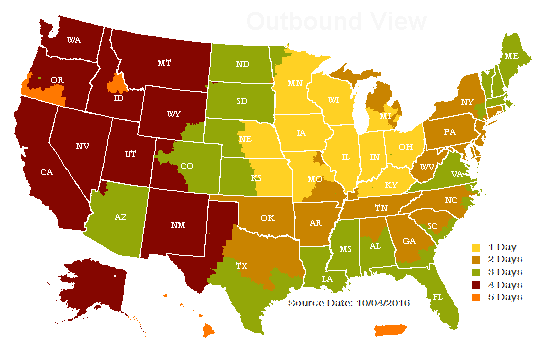 Outbound View
WA
ME
MT
ND
OR
MN
ID
WI
SD
NY
MI
WY
IA
PA
NE
OH
NV
IL
IN
UT
WV
CO
VA
CA
KS
MO
KY
NC
TN
OK
AZ
NM
AR
SC
GA
MS
AL
1 Day
2 Days
TX
3 Days
LA
4 Days
FL
5 Days
Source Date: 10/04/2016